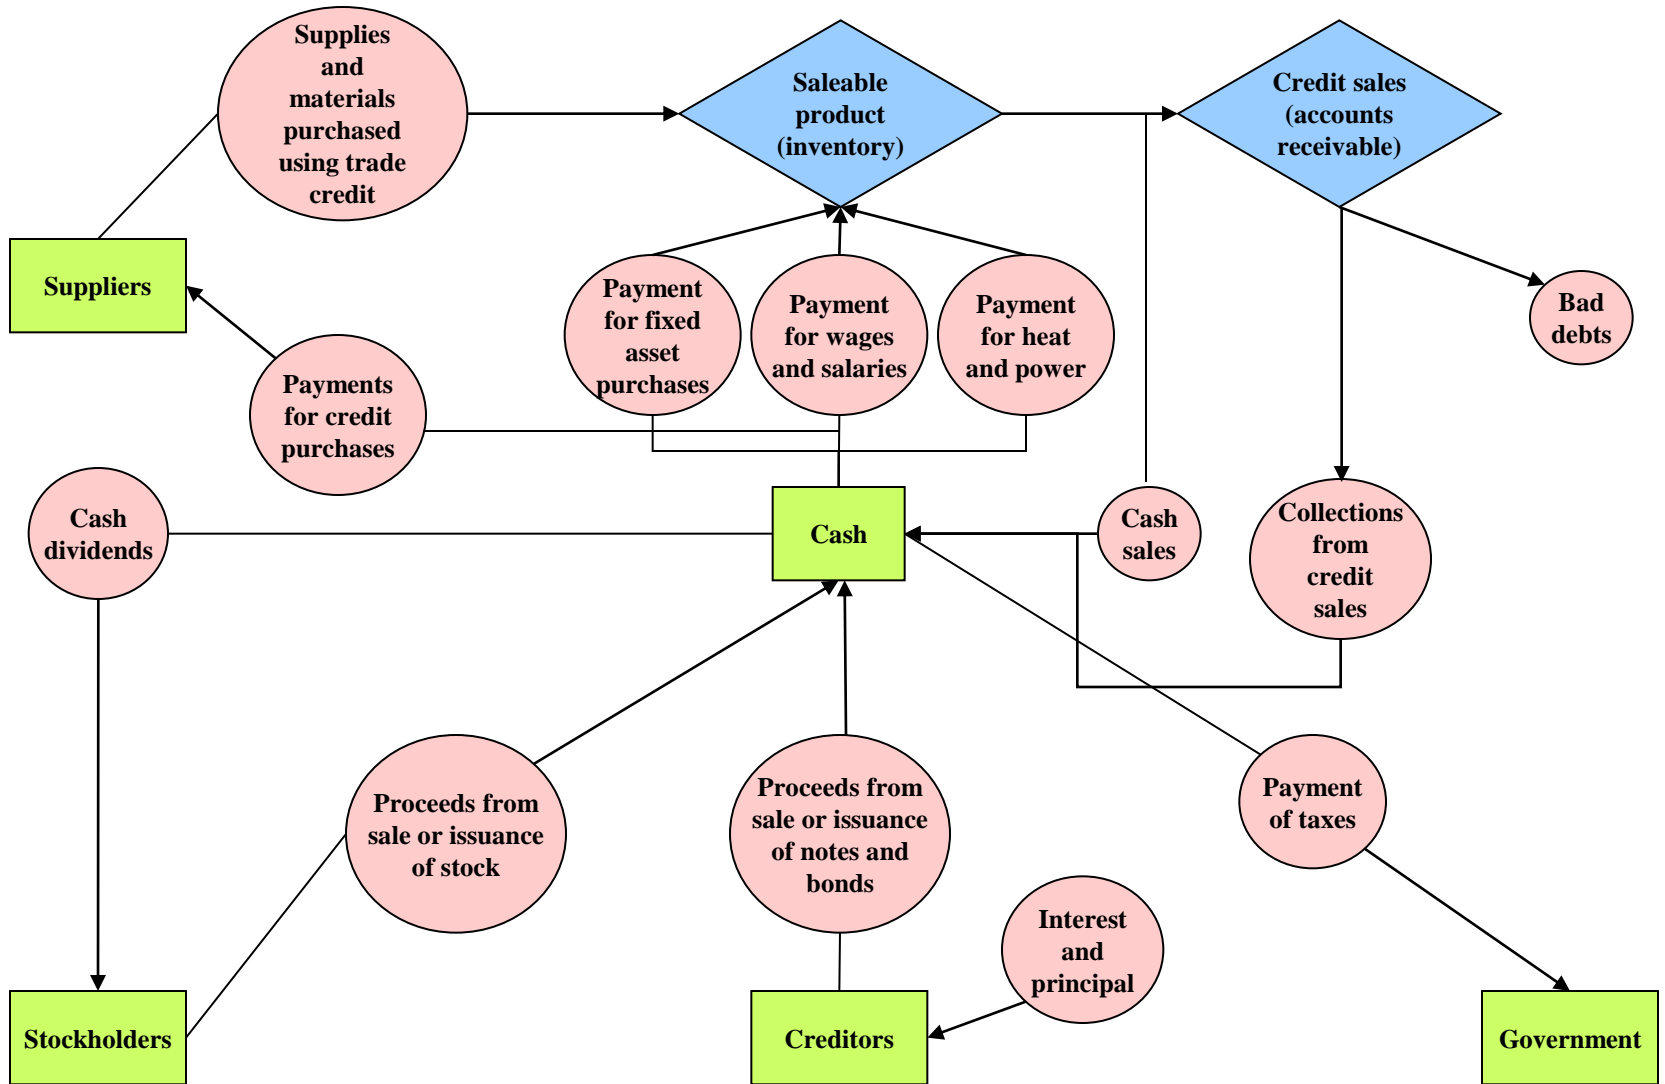 Supplies
and
materials
purchased
using trade
credit
Saleable
product
(inventory)
Credit sales
(accounts
receivable)
Suppliers
Payment
for fixed
asset
purchases
Payment
for wages
and salaries
Payment
for heat
and power
Bad
debts
Payments
for credit
purchases
Cash
dividends
Cash
Cash
sales
Collections
from
credit
sales
Proceeds from
sale or issuance
of stock
Proceeds from
sale or issuance
of notes and
bonds
Payment
of taxes
Interest
and
principal
Stockholders
Creditors
Government